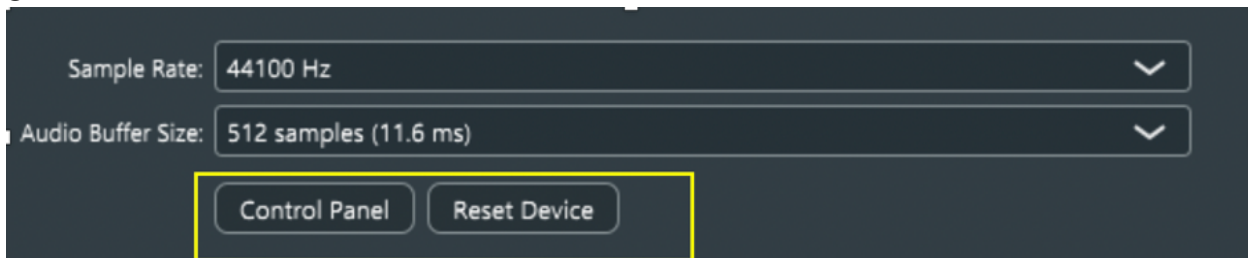 Sample Rate: 44100 Hz
Audio Buffer Size: 512 samples (11.6 ms)
Control Panel Reset Device